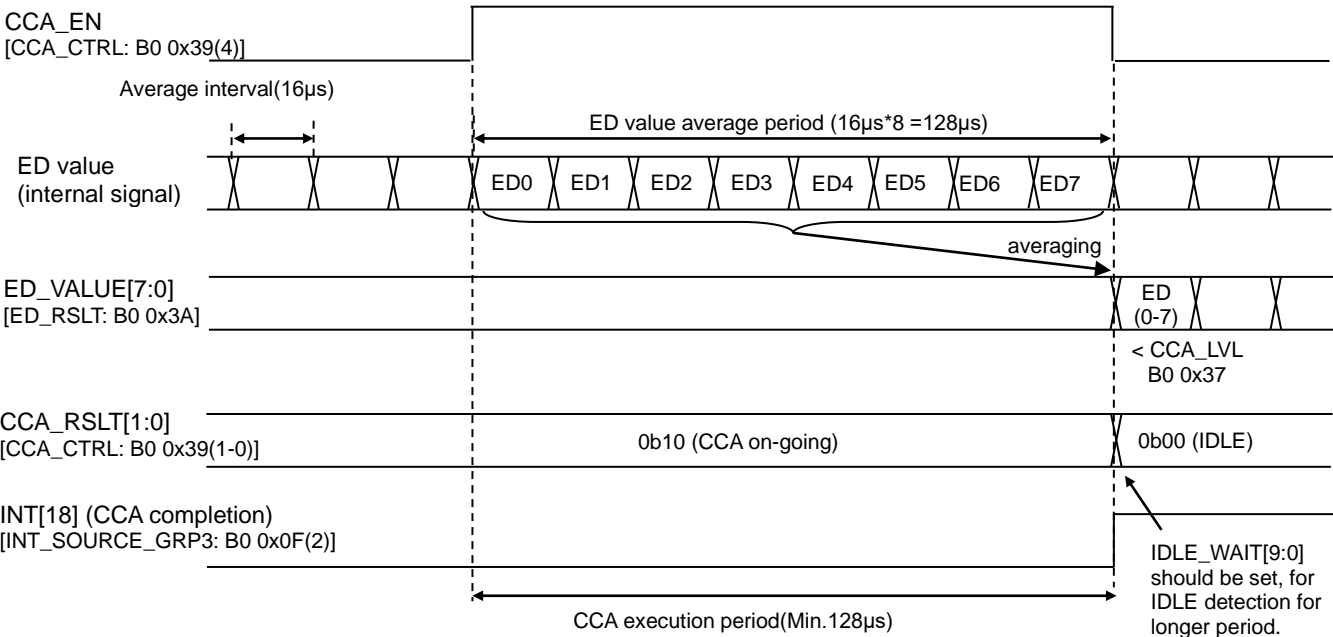 CCA_EN
[CCA_CTRL: B0 0x39(4)]
Average interval(16μs)
ED value average period (16μs*8 =128μs)
ED value
(internal signal)
ED0 ED1 ED2 ED3 ED4 ED5 ED6 ED7
averaging
ED_VALUE[7:0]
[ED_RSLT: B0 0x3A]
ED
(0-7)
< CCA_LVL
B0 0x37
CCA_RSLT[1:0]
[CCA_CTRL: B0 0x39(1-0)]
0b10 (CCA on-going)
0b00 (IDLE)
INT[18] (CCA completion)
[INT_SOURCE_GRP3: B0 0x0F(2)]
IDLE_WAIT[9:0]
should be set, for
IDLE detection for
longer period.
CCA execution period(Min.128μs)